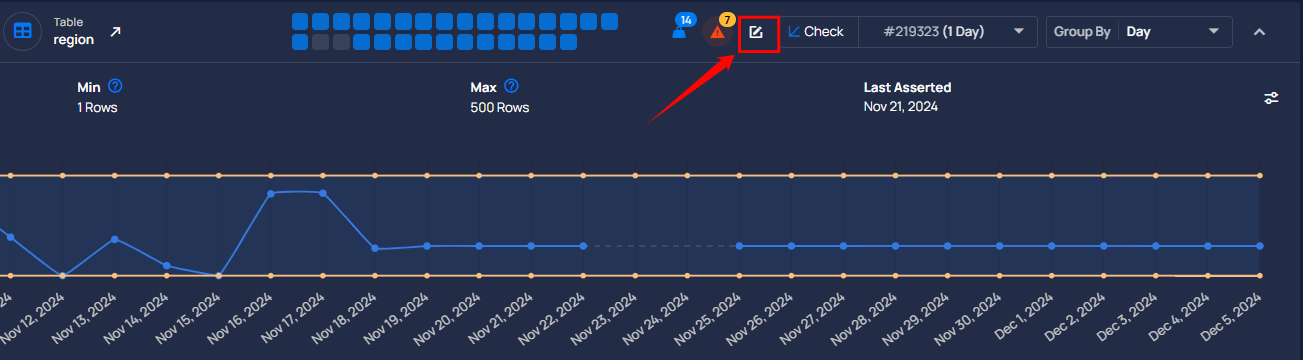 Table
region
14
7
Check
#219323 (1 Day)
Group By Day
Min ?
1 Rows
Max ?
500 Rows
Last Asserted
Nov 21, 2024
24
Nov 12, 2024
Nov 13, 2024
Nov 14, 2024
Nov 15, 2024
Nov 16, 2024
Nov 17, 2024
Nov 18, 2024
Nov 19, 2024
Nov 20, 2024
Nov 21, 2024
Nov 22, 2024
Nov 23, 2024
Nov 24, 2024
Nov 25, 2024
Nov 26, 2024
Nov 27, 2024
Nov 28, 2024
Nov 29, 2024
Nov 30, 2024
Dec 1, 2024
Dec 2, 2024
Dec 3, 2024
Dec 4, 2024
Dec 5, 2024